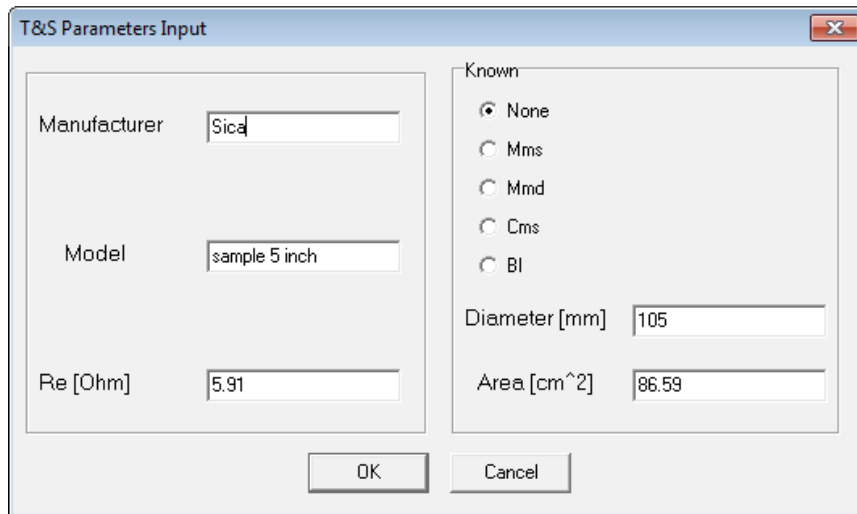 T&S Parameters Input
Manufacturer
Sica
Model
sample 5 inch
Re [Ohm]
5.91
Known
None
Mms
Mmd
Cms
Bl
Diameter [mm]
105
Area [cm^2]
86.59
OK
Cancel